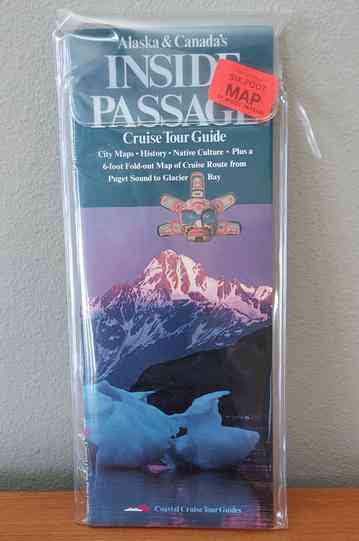 Alaska & Canada's
INSIDE
PASSAGE
Cruise Tour Guide
City Maps • History • Native Culture • Plus a
6-foot Fold-out Map of Cruise Route from
Puget Sound to Glacier Bay
SIX-FOOT
MAP
Coastal Cruise Tour Guides